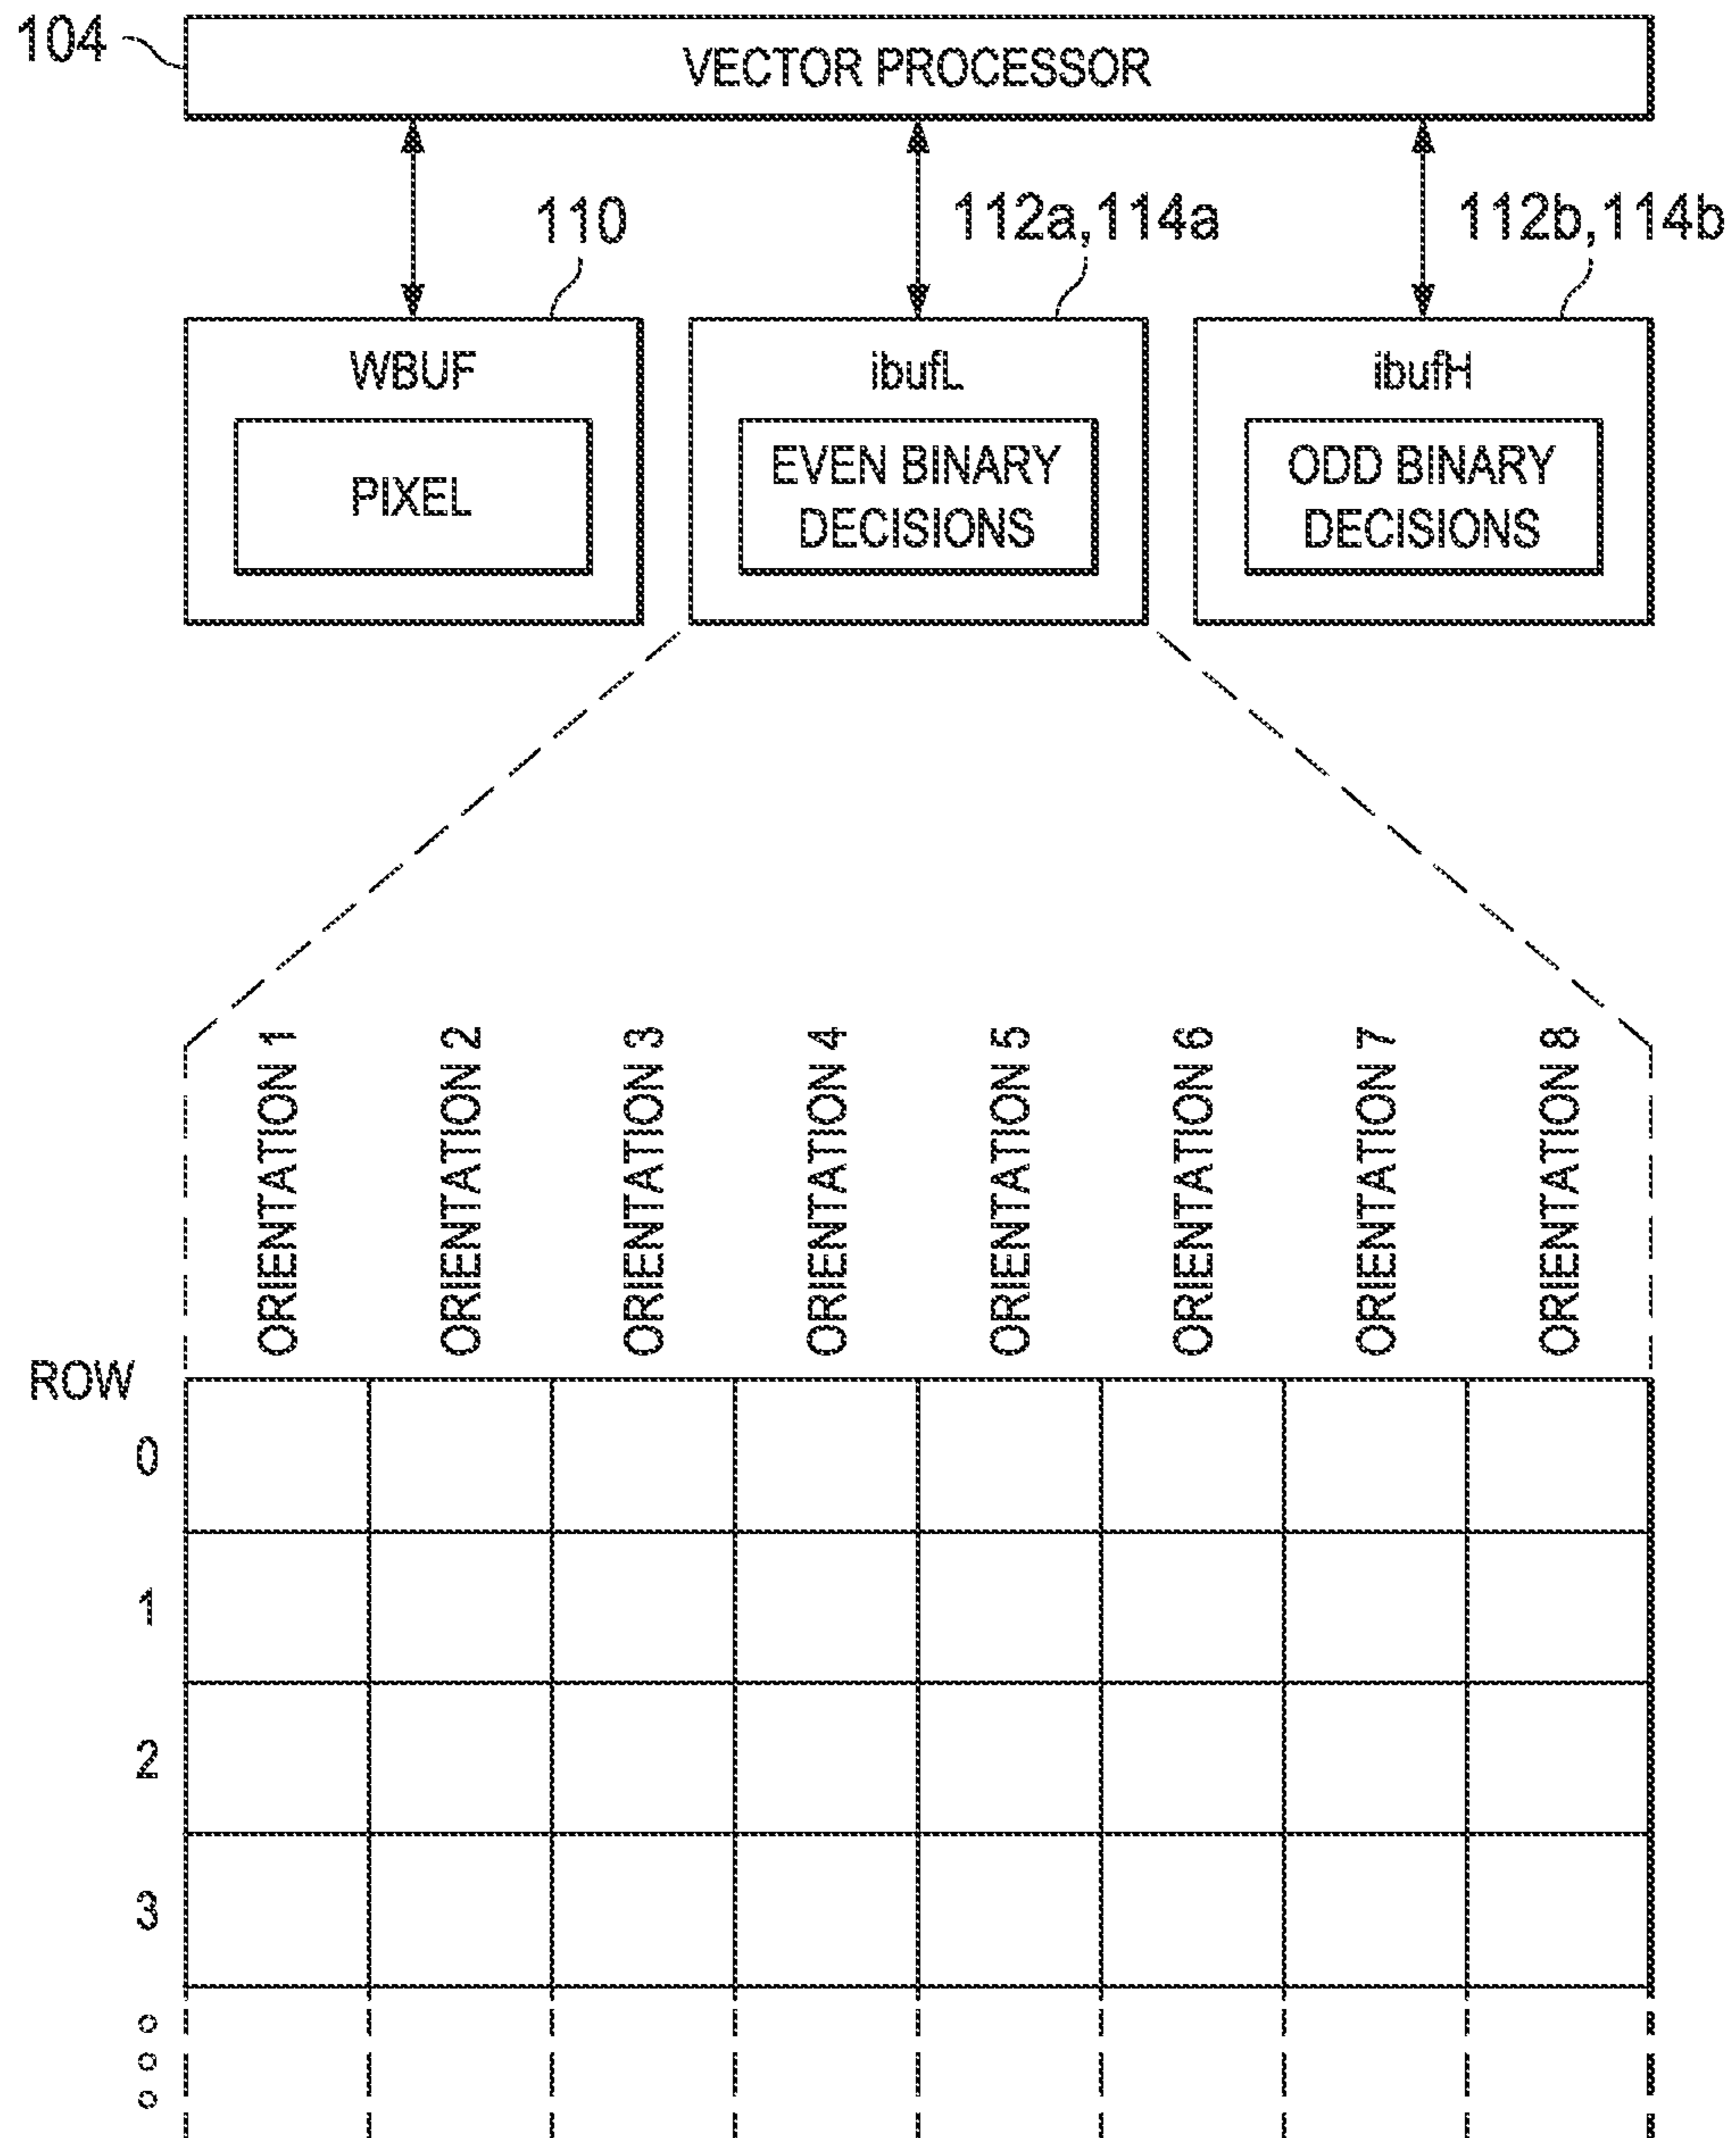 104
VECTOR PROCESSOR
110
112a,114a
112b,114b
WBUF
PIXEL
ibufL
EVEN BINARY
DECISIONS
ibufH
ODD BINARY
DECISIONS
ORIENTATION 1
ORIENTATION 2
ORIENTATION 3
ORIENTATION 4
ORIENTATION 5
ORIENTATION 6
ORIENTATION 7
ORIENTATION 8
ROW
0
1
2
3